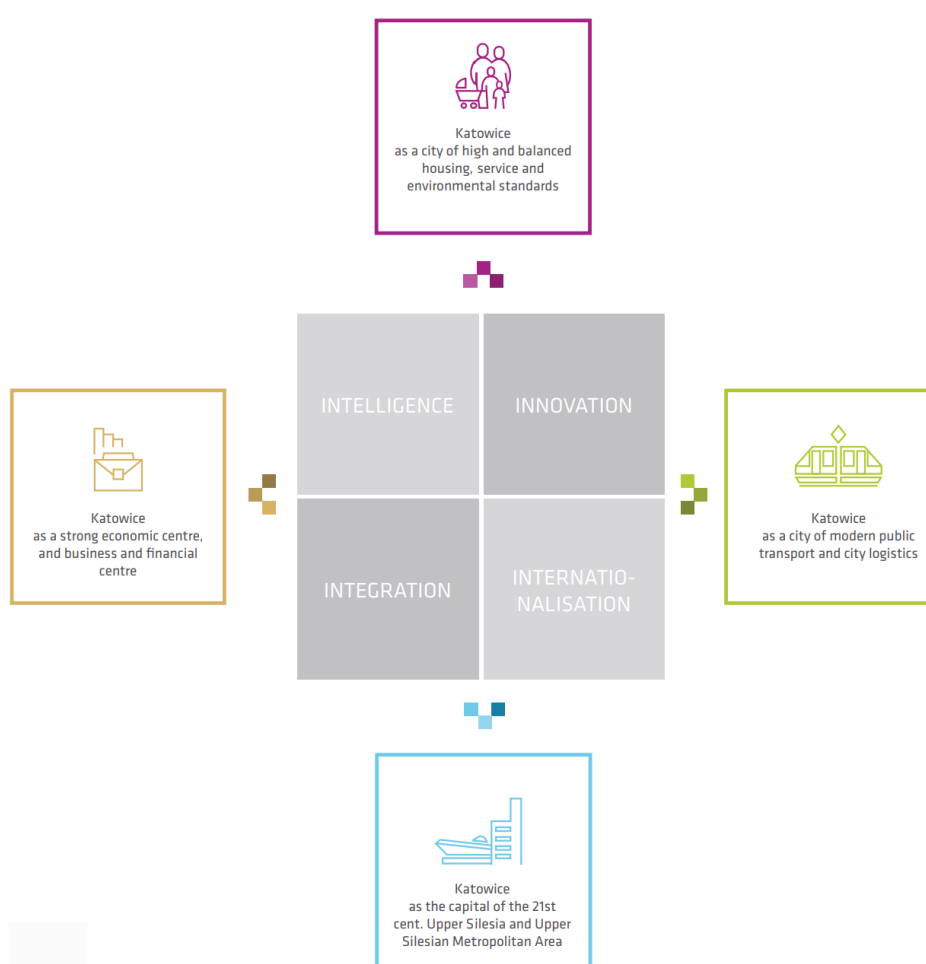 Katowice
as a city of high and balanced
housing, service and
environmental standards
INTELLIGENCE
INNOVATION
Katowice
as a strong economic centre,
and business and financial
centre
Katowice
as a city of modern public
transport and city logistics
INTEGRATION
INTERNATIO-
NALISATION
Katowice
as the capital of the 21st
cent. Upper Silesia and Upper
Silesian Metropolitan Area